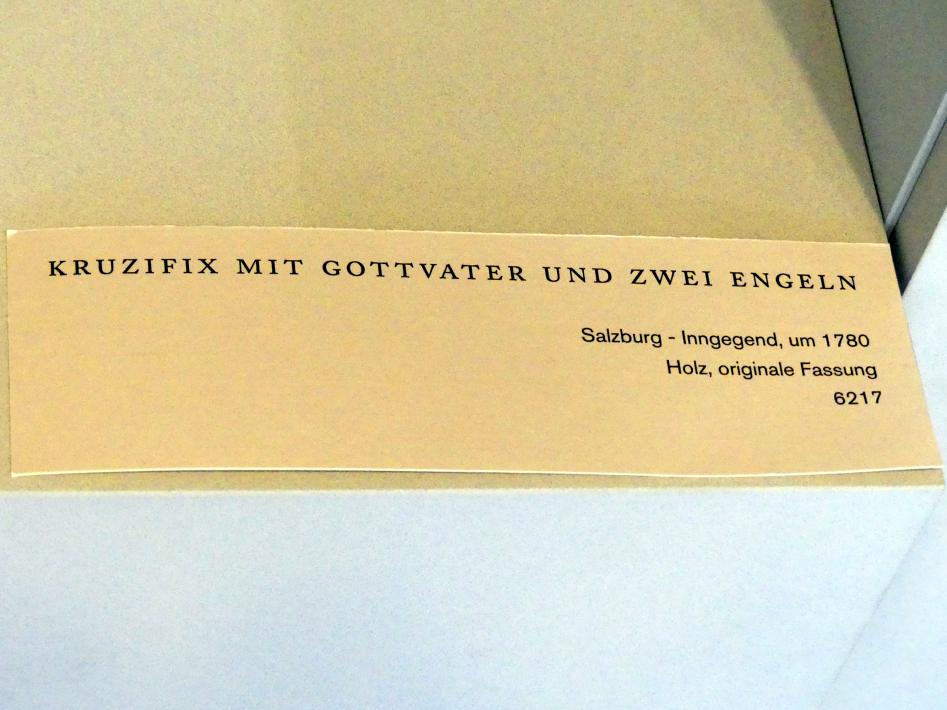 KRUZIFIX MIT GOTTVATER UND ZWEI ENGELN
Salzburg - Inngegend, um 1780
Holz, originale Fassung
6217